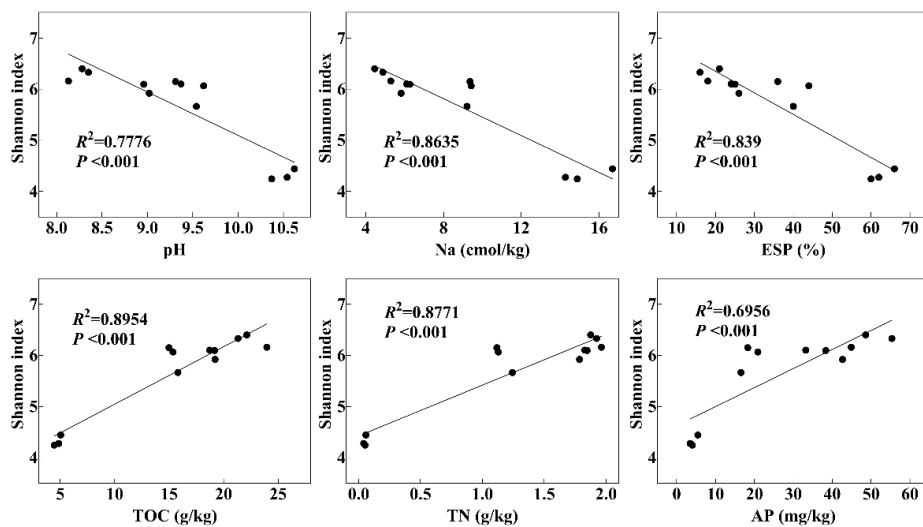 Shannon index
7
6
5
4
R²=0.7776
P <0.001
8.0 8.5 9.0 9.5 10.0 10.5
pH
Shannon index
7
6
5
4
R²=0.8635
P <0.001
4 8 12 16
Na (cmol/kg)
Shannon index
7
6
5
4
R²=0.839
P <0.001
10 20 30 40 50 60 70
ESP (%)
Shannon index
7
6
5
4
R²=0.8954
P <0.001
5 10 15 20 25
TOC (g/kg)
Shannon index
7
6
5
4
R²=0.8771
P <0.001
0.0 0.5 1.0 1.5 2.0
TN (g/kg)
Shannon index
7
6
5
4
R²=0.6956
P <0.001
0 10 20 30 40 50 60
AP (mg/kg)